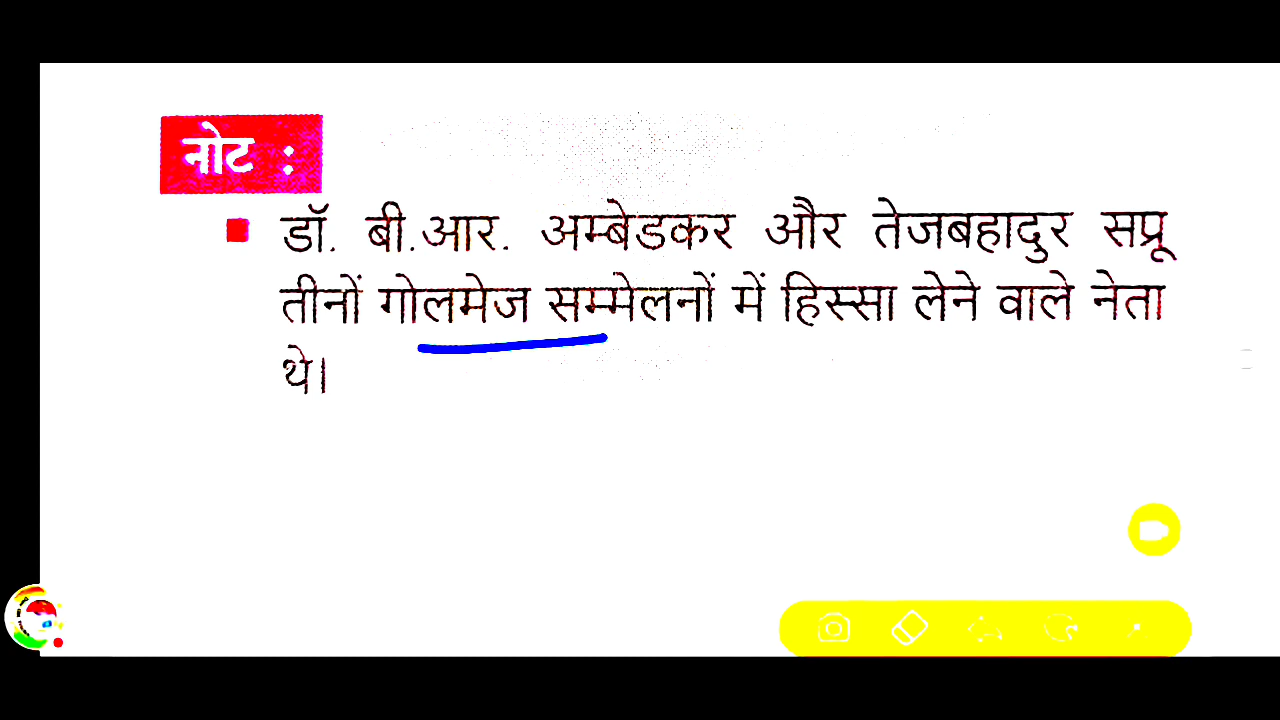 नोट :
डॉ. बी.आर. अम्बेडकर और तेजबहादुर सप्रू
तीनों गोलमेज सम्मेलनों में हिस्सा लेने वाले नेता
थे।